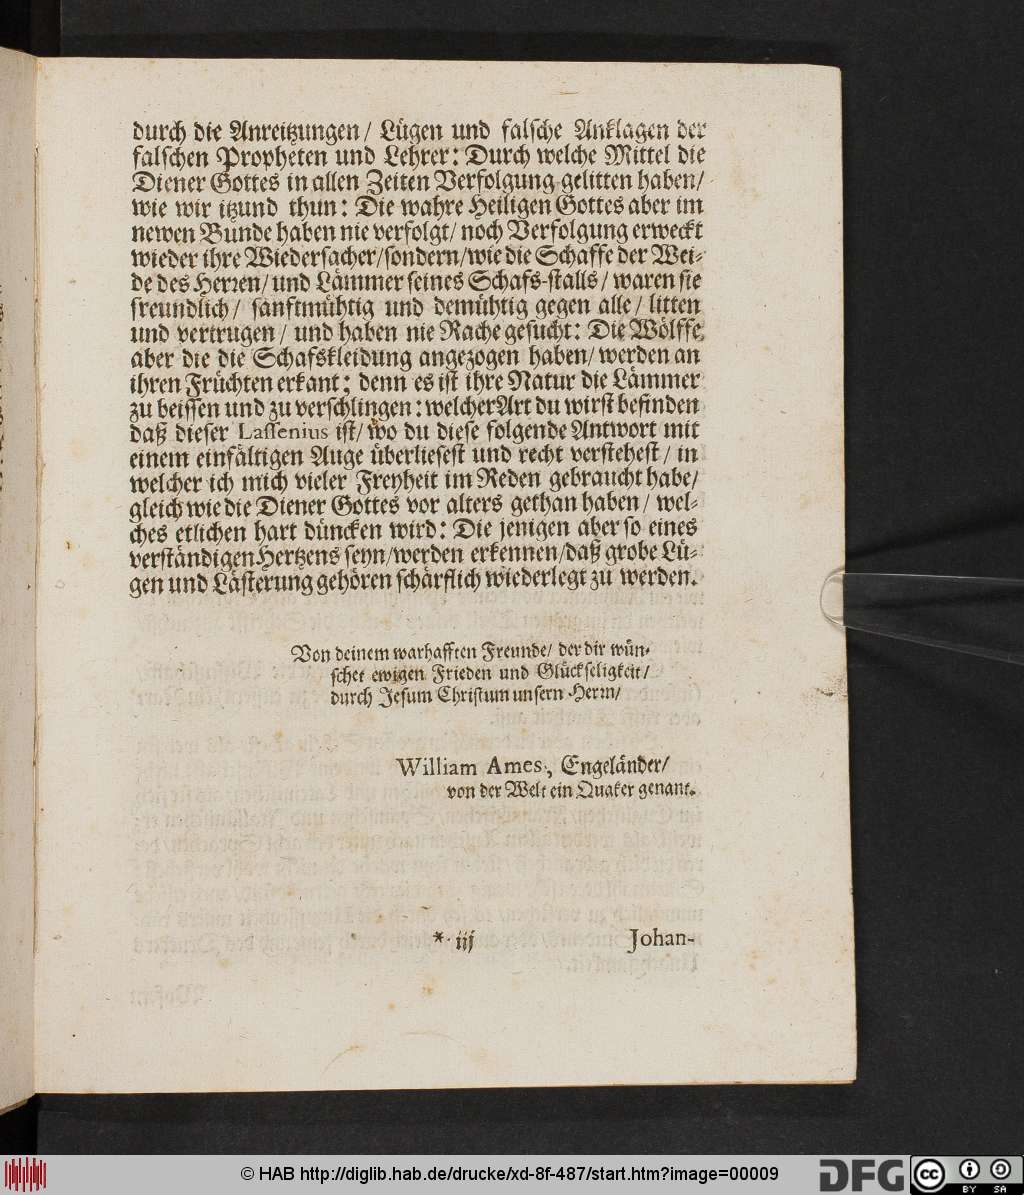 durch die Anreitzungen/ Lügen und falsche Anklagen der
falschen Propheten und Lehrer: Durch welche Mittel die
Diener Gottes in allen Zeiten Verfolgung gelitten haben/
wie wir itzund thun: Die wahre Heiligen Gottes aber im
newen Bunde haben nie verfolgt/ noch Verfolgung erweckt
wieder ihre Wiedersacher/sondern/wie die Schaffe der Wei-
de des Herren/ und Lämmer seines Schafs-stalls/ waren sie
freundlich/ sanftmühtig und demühtig gegen alle/ litten
und vertrugen/ und haben nie Rache gesucht: Die Wölffe
aber die die Schafskleidung angezogen haben/ werden an
ihren Früchten erkant; denn es ist ihre Natur die Lämmer
zu beissen und zu verschlingen: welcher Art du wirst befinden
daß dieser Lassenius ist/ wo du diese folgende Antwort mit
einem einfältigen Auge überliesest und recht verstehest/ in
welcher ich mich vieler Freyheit im Reden gebraucht habe/
gleich wie die Diener Gottes vor alters gethan haben/ wel-
ches etlichen hart düncken wird: Die jenigen aber so eines
verständigen Hertzens seyn/werden erkennen/daß grobe Lü-
gen und Lästerung gehören schärflich wiederlegt zu werden.
Von deinem warhafften Freunde/ der dir wün-
schet ewigen Frieden und Glückseligkeit/
durch Jesum Christum unsern Herrn/
William Ames, Engeländer/
von der Welt ein Quaker genant.
* iij Johan-
© HAB http://diglib.hab.de/drucke/xd-8f-487/start.htm?image=00009
DFG
cc BY SA